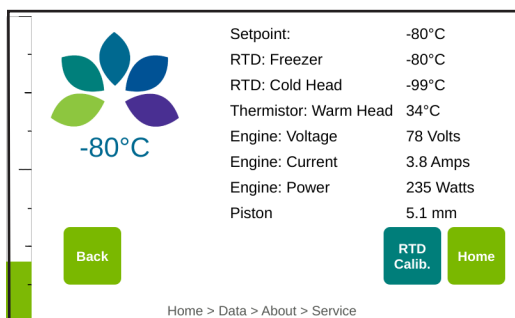 Setpoint: -80°C
RTD: Freezer -80°C
RTD: Cold Head -99°C
Thermistor: Warm Head 34°C
Engine: Voltage 78 Volts
Engine: Current 3.8 Amps
Engine: Power 235 Watts
Piston 5.1 mm
-80°C
Back
RTD Calib.
Home
Home > Data > About > Service